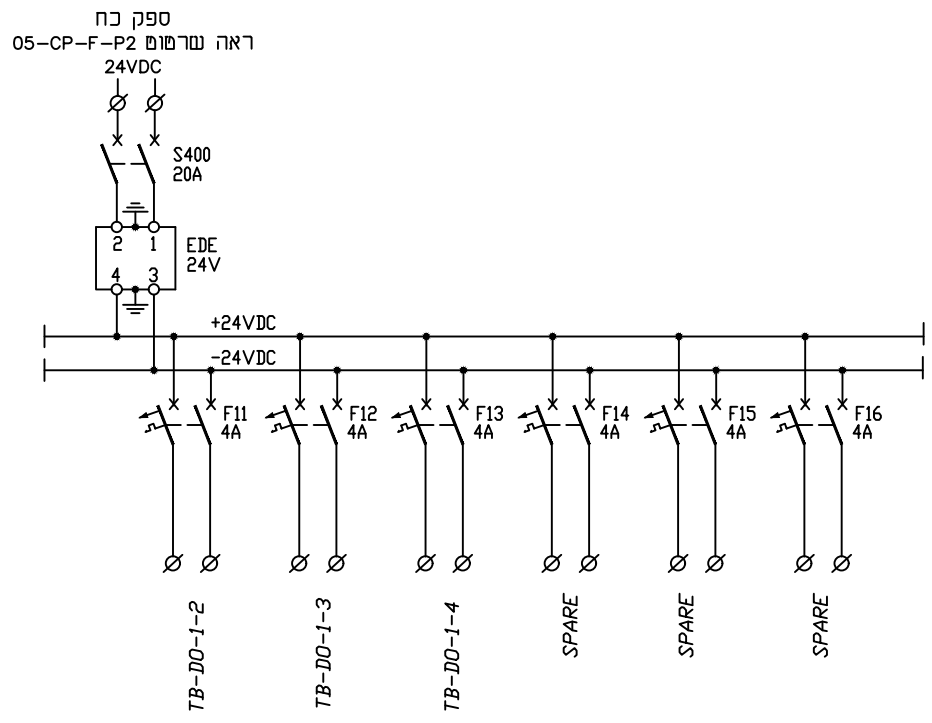 ספק כח
ראה שרטוט 05-CP-F-P2
24VDC
S400
20A
2 1
EDE
24V
4 3
+24VDC
-24VDC
F11
4A
F12
4A
F13
4A
F14
4A
F15
4A
F16
4A
TB-DO-1-2
TB-DO-1-3
TB-DO-1-4
SPARE
SPARE
SPARE